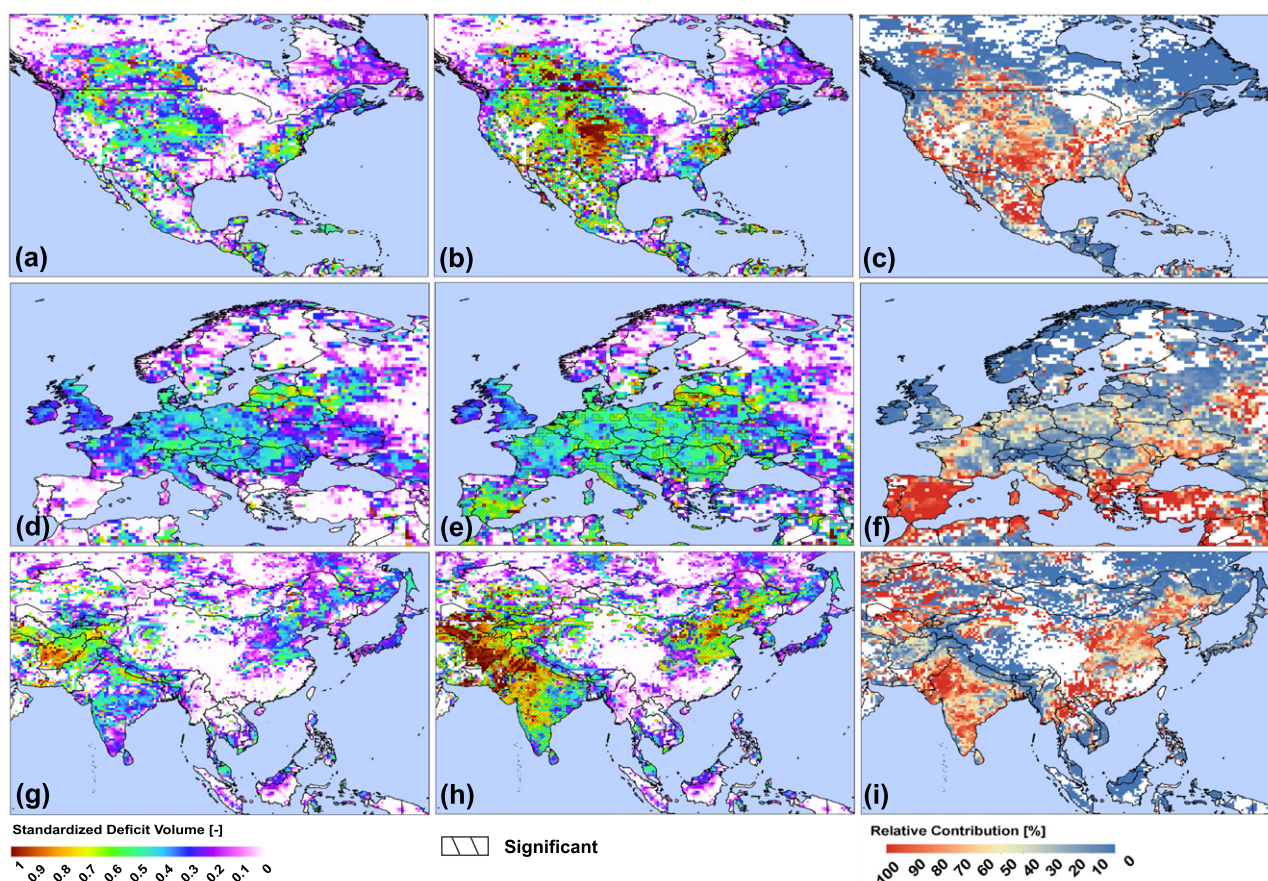 (a) (b) (c)
(d) (e) (f)
(g) (h) (i)
Standardized Deficit Volume [-]
1 0.9 0.8 0.7 0.6 0.5 0.4 0.3 0.2 0.1 0
Significant
Relative Contribution [%]
100 90 80 70 60 50 40 30 20 10 0